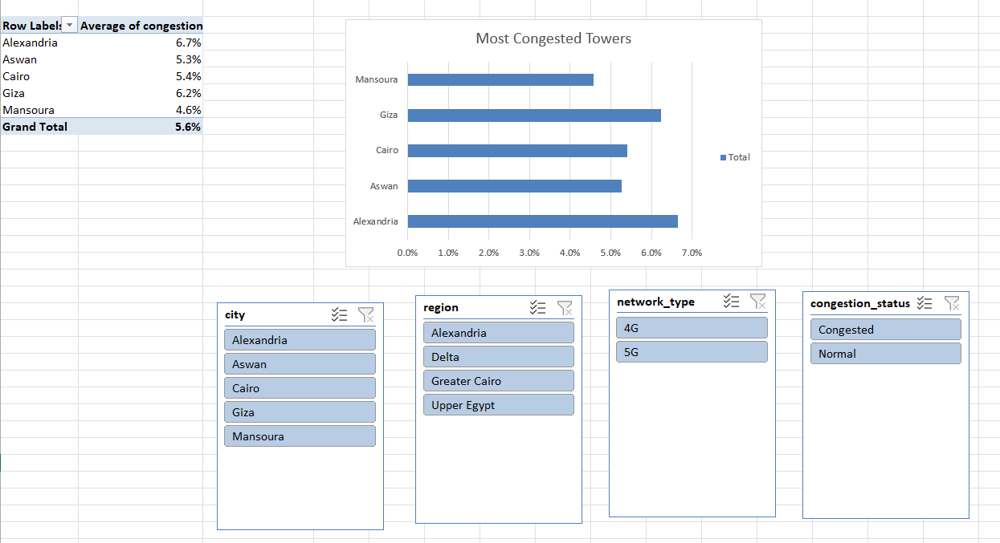 Row Labels Average of congestion
Alexandria 6.7%
Aswan 5.3%
Cairo 5.4%
Giza 6.2%
Mansoura 4.6%
Grand Total 5.6%
Most Congested Towers
Mansoura
Giza
Cairo
Aswan
Alexandria
0.0% 1.0% 2.0% 3.0% 4.0% 5.0% 6.0% 7.0%
Total
city
Alexandria
Aswan
Cairo
Giza
Mansoura
region
Alexandria
Delta
Greater Cairo
Upper Egypt
network_type
4G
5G
congestion_status
Congested
Normal